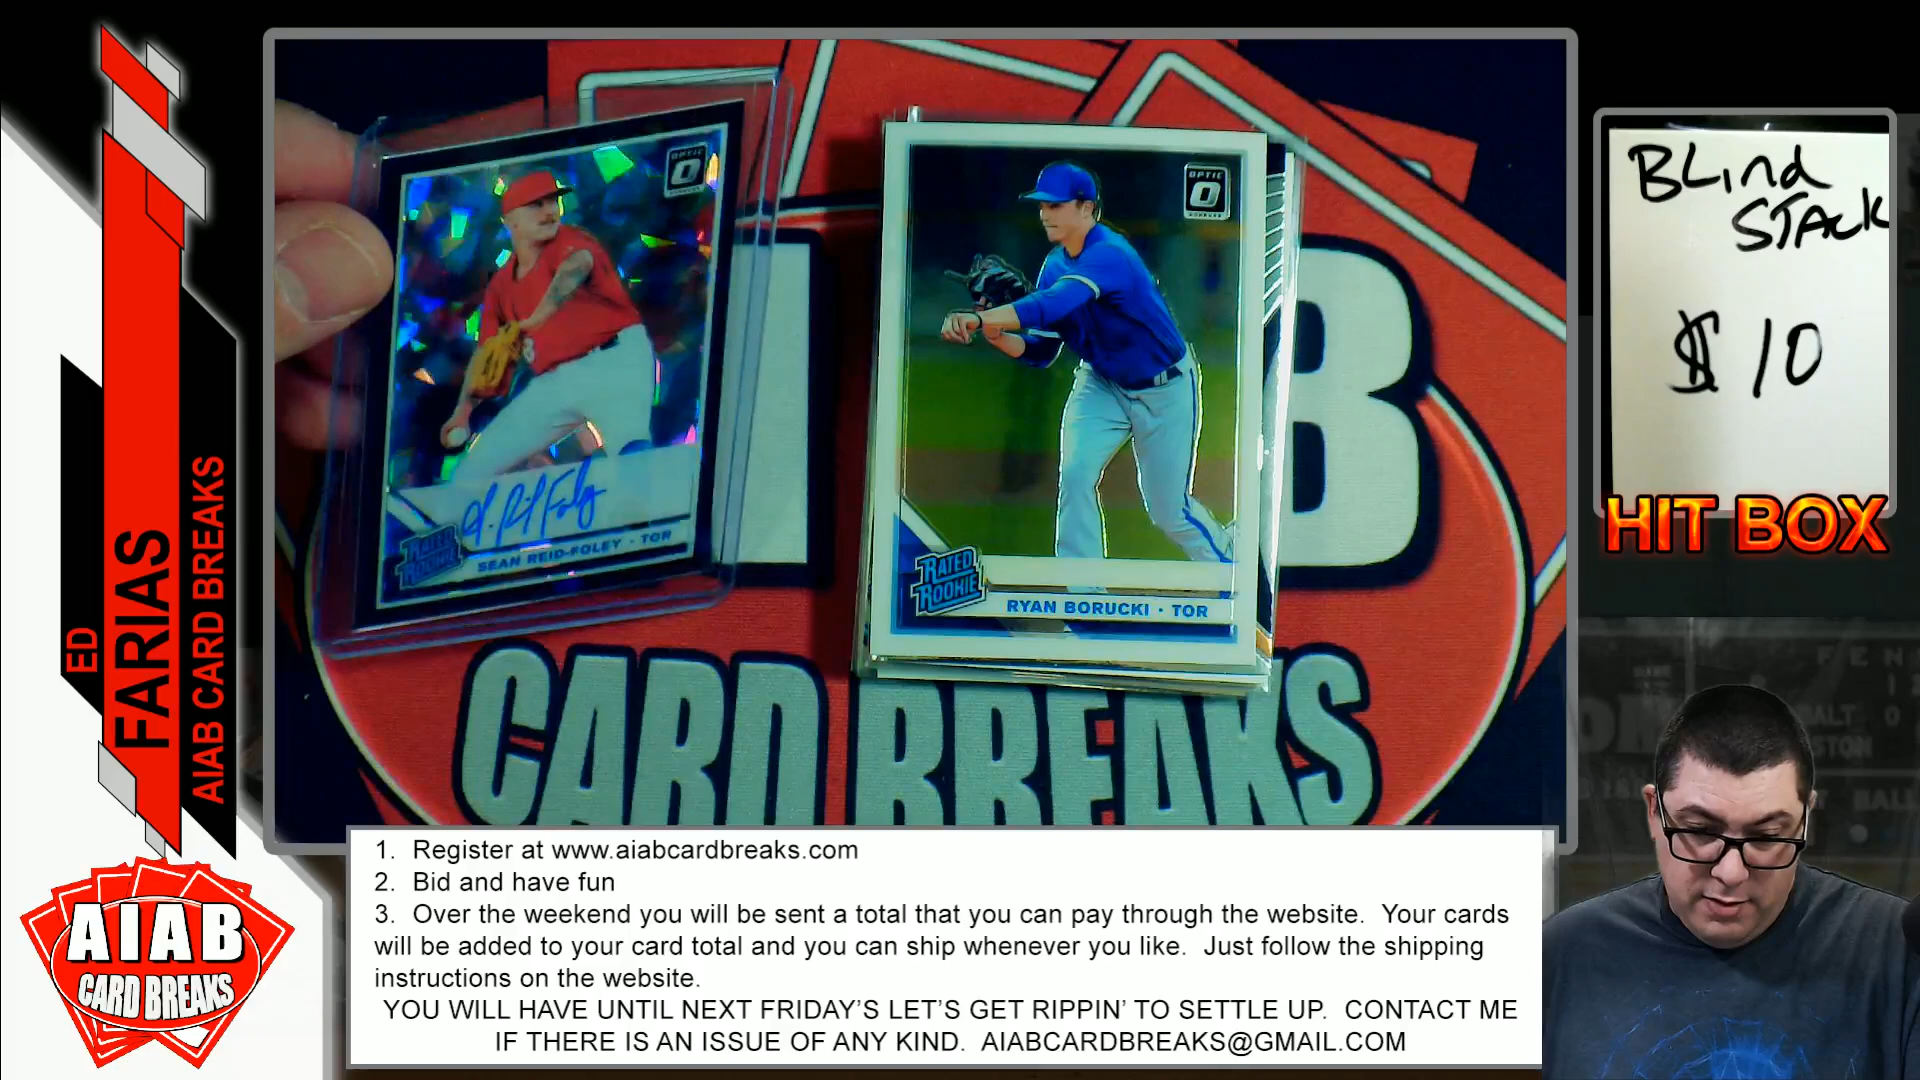 ED
FARIAS
AIAB CARD BREAKS
OPTIC
SEAN REID-FOLEY · TOR
RATED
ROOKIE
OPTIC
RATED
ROOKIE
RYAN BORUCKI · TOR
B
CARD BREAKS
BLind
STACK
$10
HIT BOX
AIAB
CARD BREAKS
1. Register at www.aiabcardbreaks.com
2. Bid and have fun
3. Over the weekend you will be sent a total that you can pay through the website. Your cards
will be added to your card total and you can ship whenever you like. Just follow the shipping
instructions on the website.
YOU WILL HAVE UNTIL NEXT FRIDAY'S LET'S GET RIPPIN' TO SETTLE UP. CONTACT ME
IF THERE IS AN ISSUE OF ANY KIND. AIABCARDBREAKS@GMAIL.COM